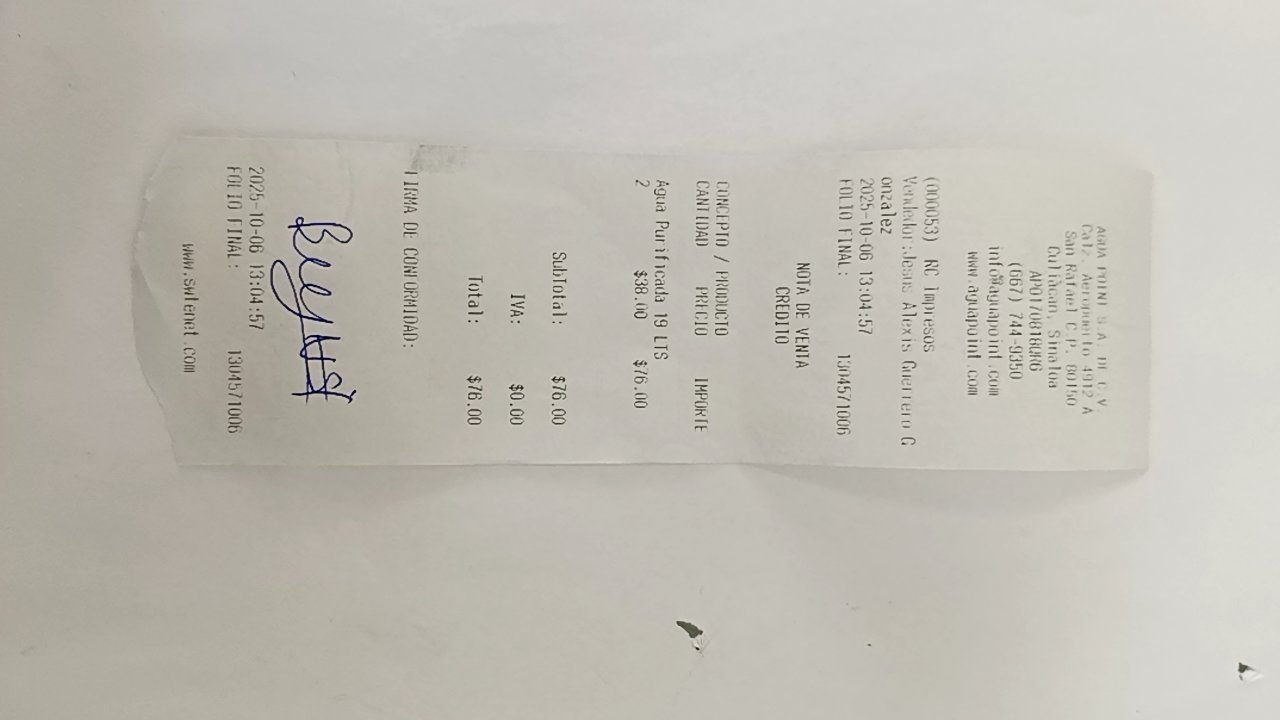 AGUA POINT S.A. DE C.V.
Calz. Aeropuerto 4912 A
San Rafael C.P. 80150
Culiacan, Sinaloa
(667) 744-9350
info@aguapoint.com
www.aguapoint.com
(000053) RC Impresos
Vendedor:Jesus Alexis Guerrero G
onzalez
2025-10-06 13:04:57
FOLIO FINAL: 1304571006
NOTA DE VENTA
CREDITO
CONCEPTO / PRODUCTO
CANTIDAD PRECIO IMPORTE
Agua Purificada 19 LTS
2 $38.00 $76.00
SubTotal: $76.00
IVA: $0.00
Total: $76.00
FIRMA DE CONFORMIDAD:
2025-10-06 13:04:57
FOLIO FINAL: 1304571006
www.swtenet.com